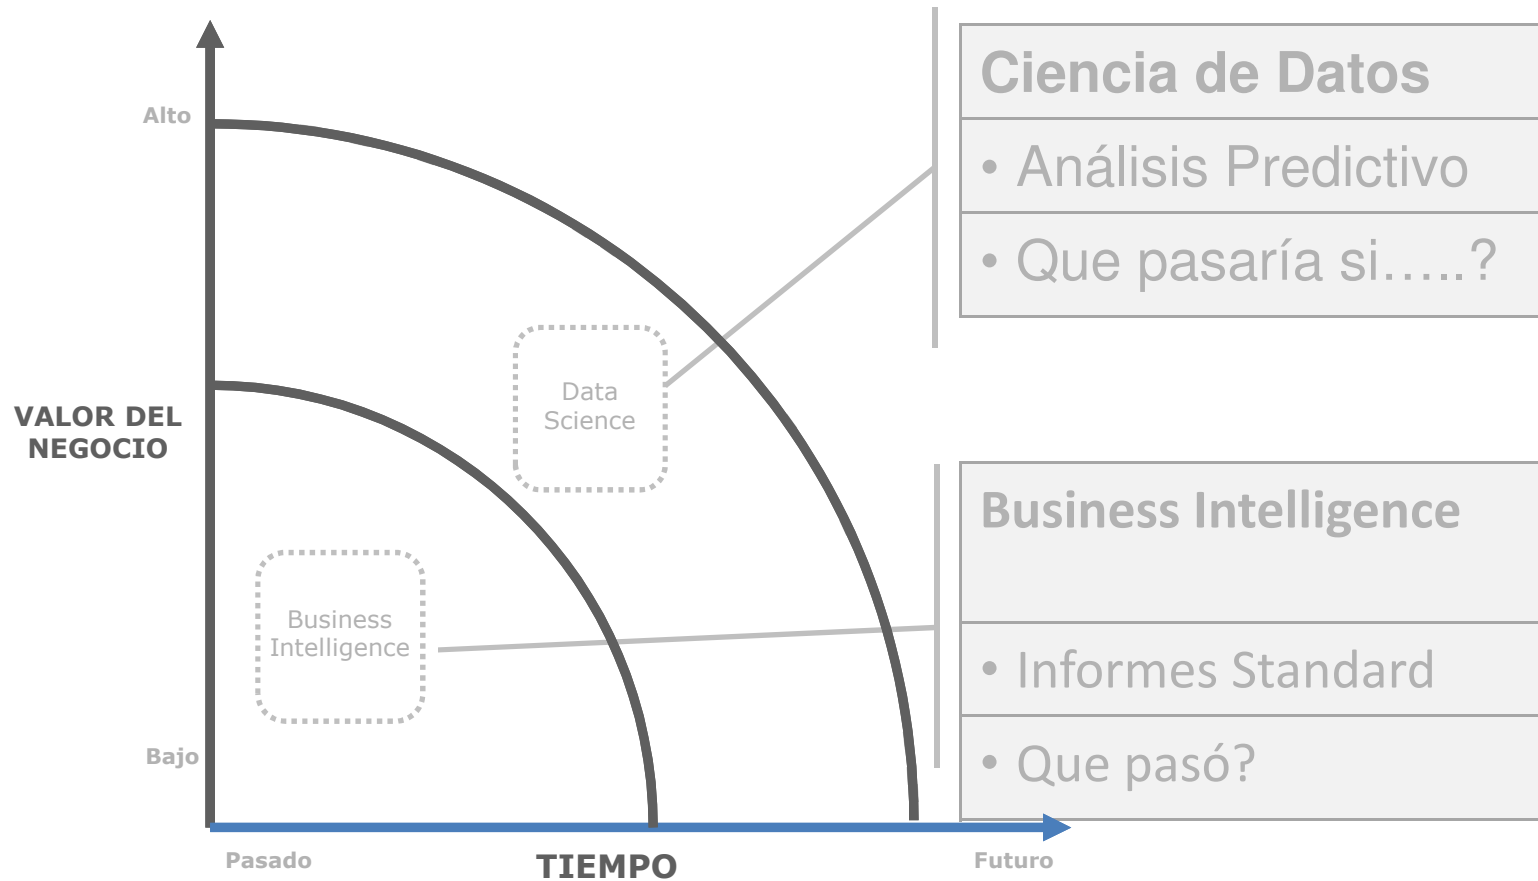 Alto
VALOR DEL
NEGOCIO
Bajo
Pasado
TIEMPO
Futuro
Data
Science
Business
Intelligence
Ciencia de Datos
• Análisis Predictivo
• Que pasaría si…..?
Business Intelligence
• Informes Standard
• Que pasó?